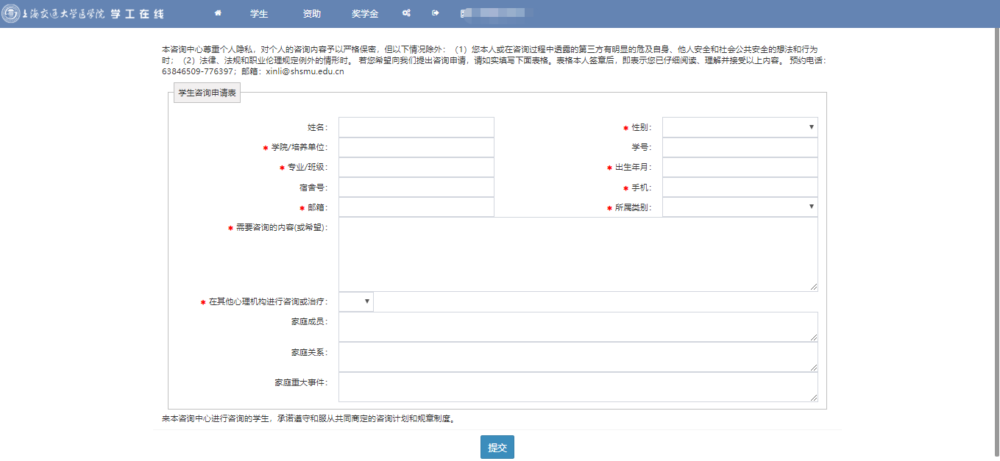 上海交通大学医学院 学工在线 学生 资助 奖学金
本咨询中心尊重个人隐私，对个人的咨询内容予以严格保密，但以下情况除外：（1）您本人或在咨询过程中透露的第三方有明显的危及自身、他人安全和社会公共安全的想法和行为
时；（2）法律、法规和职业伦理规定例外的情形时。 若您希望向我们提出咨询申请，请如实填写下面表格。表格本人签章后，即表示您已仔细阅读、理解并接受以上内容。 预约电话：
63846509-776397；邮箱：xinli@shsmu.edu.cn
学生咨询申请表
姓名： * 性别：
* 学院/培养单位： 学号：
* 专业/班级： * 出生年月：
宿舍号： * 手机：
* 邮箱： * 所属类别：
* 需要咨询的内容(或希望)：
* 在其他心理机构进行咨询或治疗：
家庭成员：
家庭关系：
家庭重大事件：
来本咨询中心进行咨询的学生，承诺遵守和服从共同商定的咨询计划和规章制度。
提交